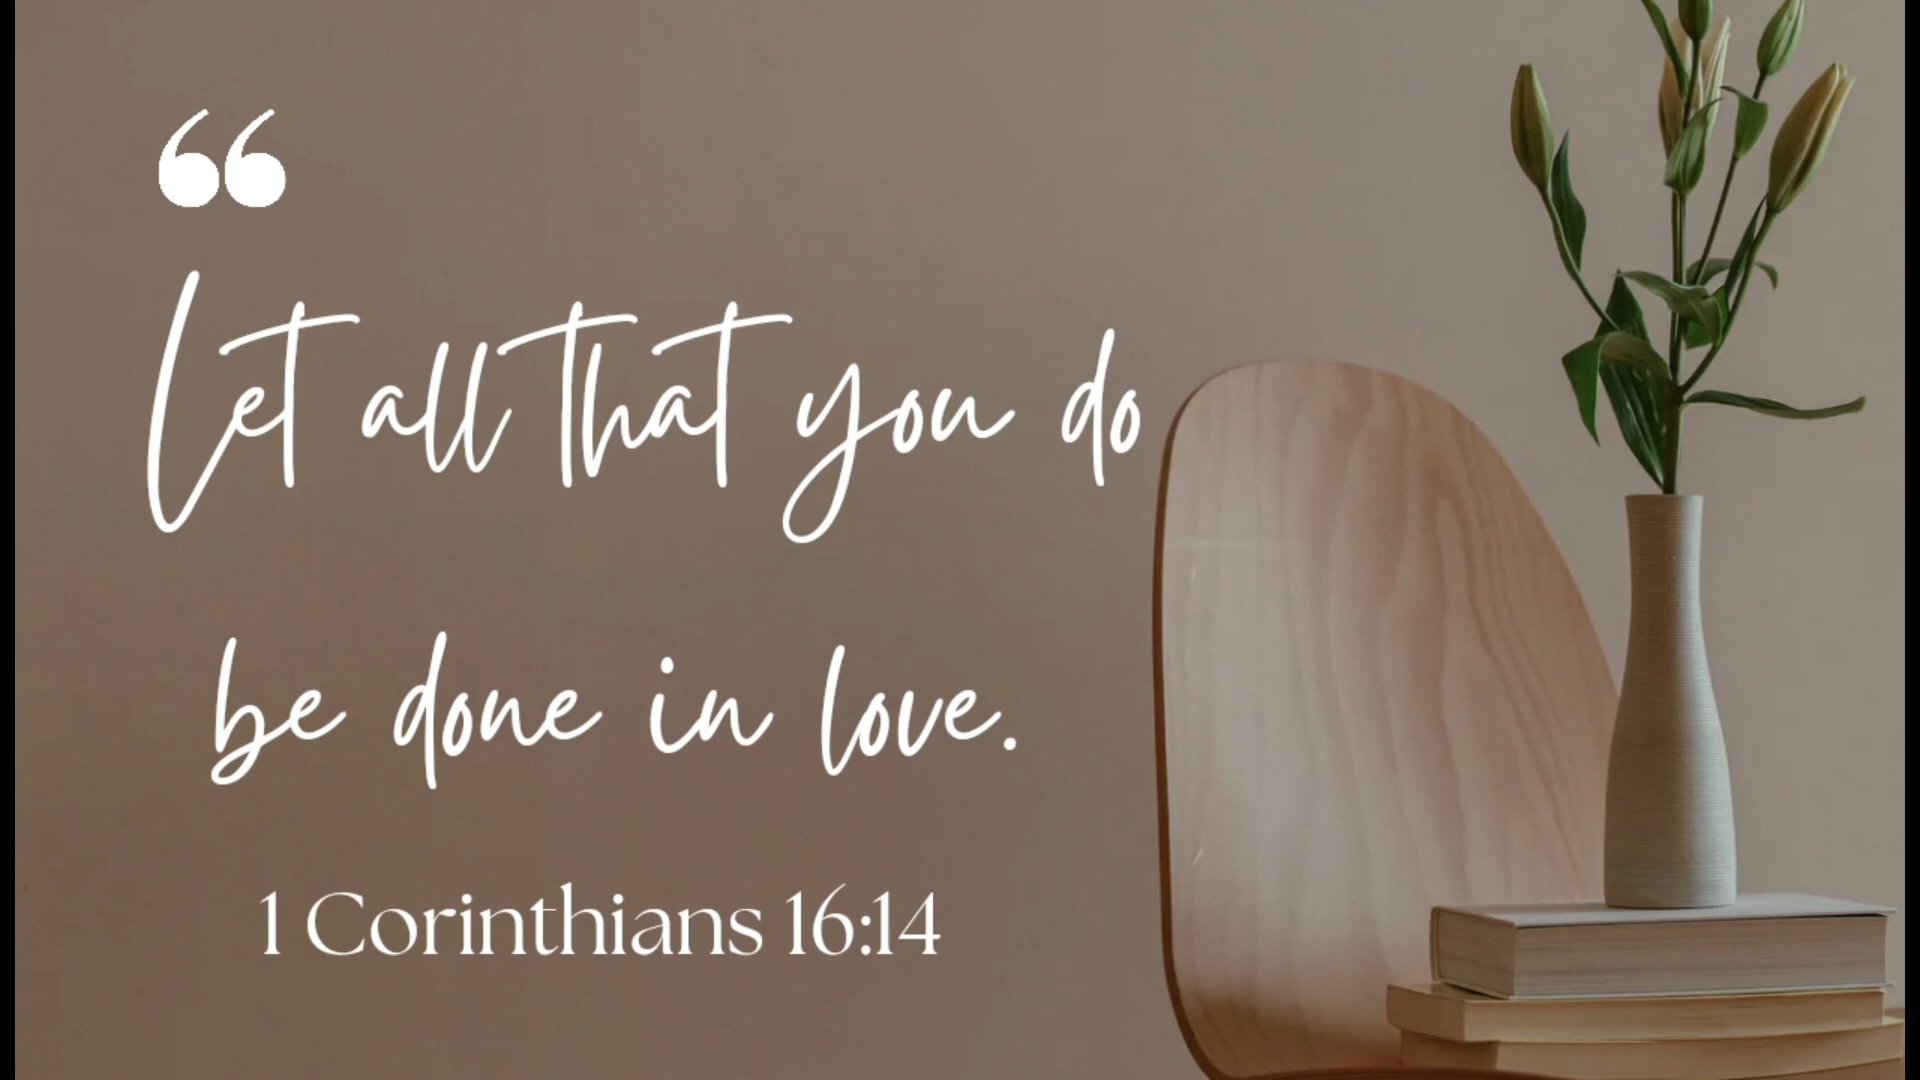 “
Let all that you do
be done in love.
1 Corinthians 16:14